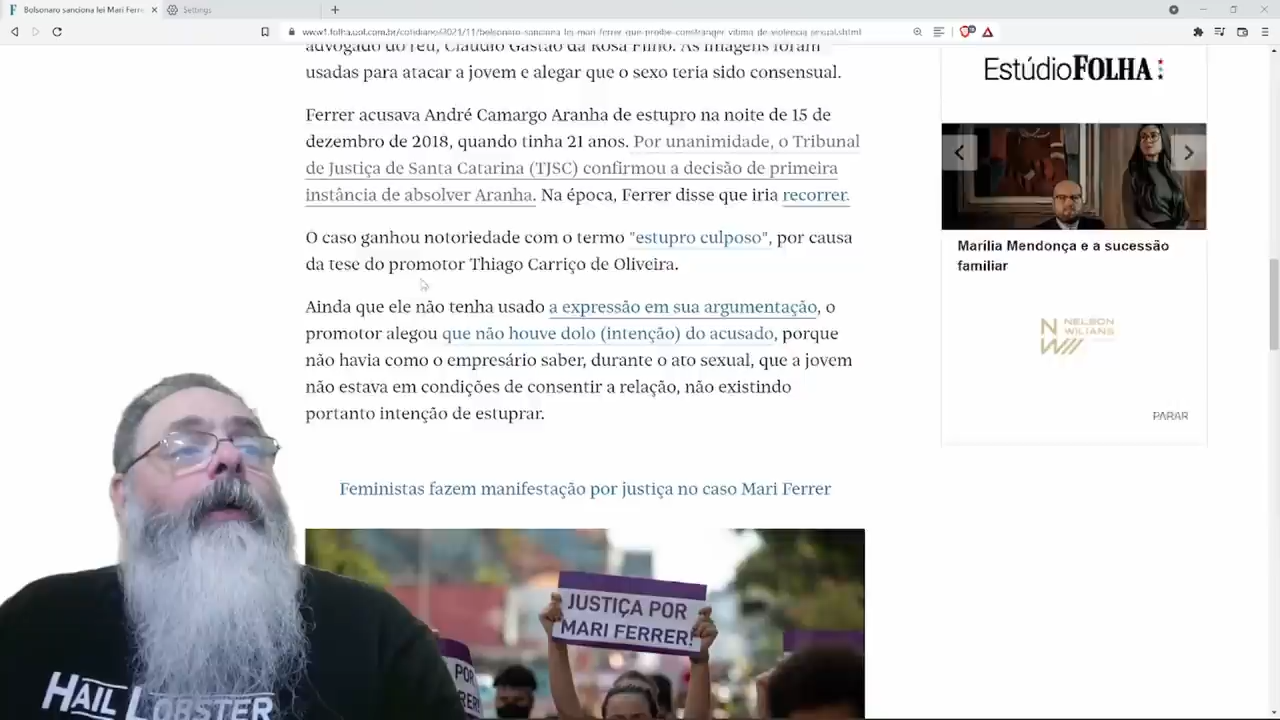 Bolsonaro sanciona lei Mari Ferre
Settings
www1.folha.uol.com.br/cotidiano/2021/11/bolsonaro-sanciona-lei-mari-ferrer-que-proibe-constranger-vitima-de-violencia-sexual.shtml
advogado do réu, Cláudio Gastão da Rosa Filho. As imagens foram
usadas para atacar a jovem e alegar que o sexo teria sido consensual.
Ferrer acusava André Camargo Aranha de estupro na noite de 15 de
dezembro de 2018, quando tinha 21 anos. Por unanimidade, o Tribunal
de Justiça de Santa Catarina (TJSC) confirmou a decisão de primeira
instância de absolver Aranha. Na época, Ferrer disse que iria recorrer.
O caso ganhou notoriedade com o termo "estupro culposo", por causa
da tese do promotor Thiago Carriço de Oliveira.
Ainda que ele não tenha usado a expressão em sua argumentação, o
promotor alegou que não houve dolo (intenção) do acusado, porque
não havia como o empresário saber, durante o ato sexual, que a jovem
não estava em condições de consentir a relação, não existindo
portanto intenção de estuprar.
Feministas fazem manifestação por justiça no caso Mari Ferrer
JUSTIÇA POR
MARI FERRER!
POR
RER!
HAIL LOBSTER
EstúdioFOLHA
Marília Mendonça e a sucessão
familiar
NELSON
WILIANS
PARAR